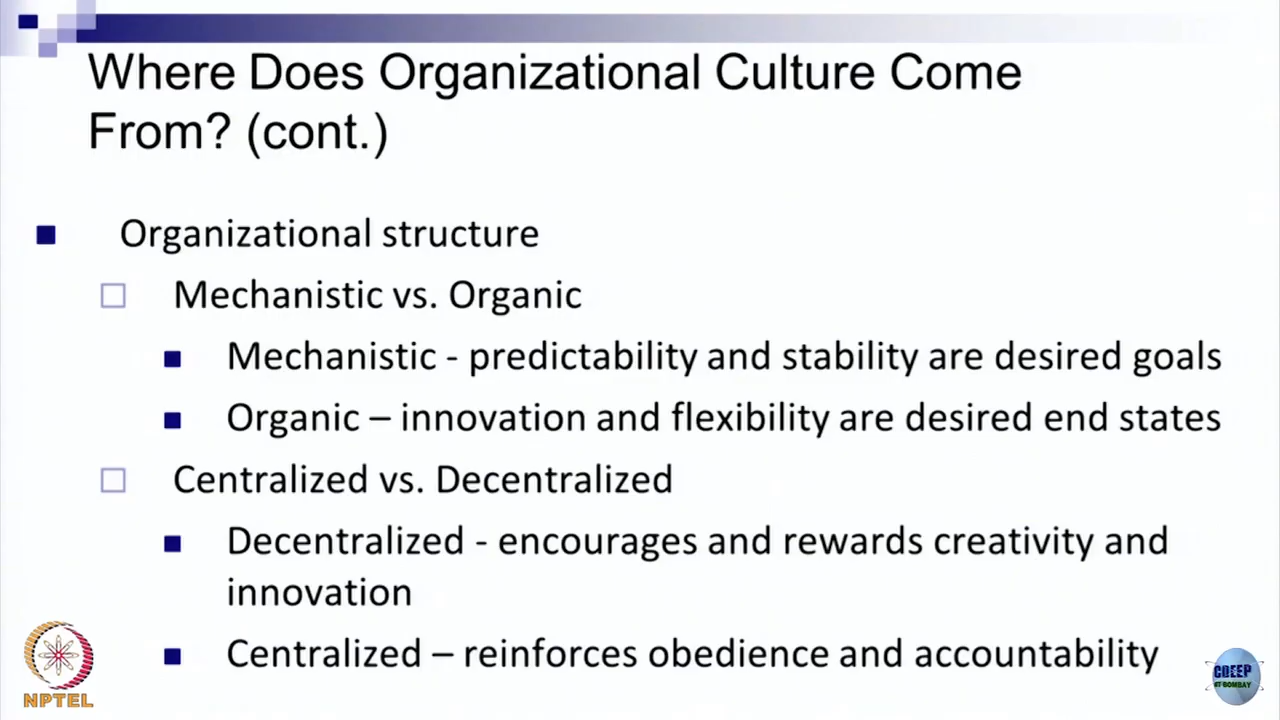 Where Does Organizational Culture Come
From? (cont.)
Organizational structure
Mechanistic vs. Organic
Mechanistic - predictability and stability are desired goals
Organic – innovation and flexibility are desired end states
Centralized vs. Decentralized
Decentralized - encourages and rewards creativity and
innovation
Centralized – reinforces obedience and accountability
NPTEL
CDEEP
IIT BOMBAY